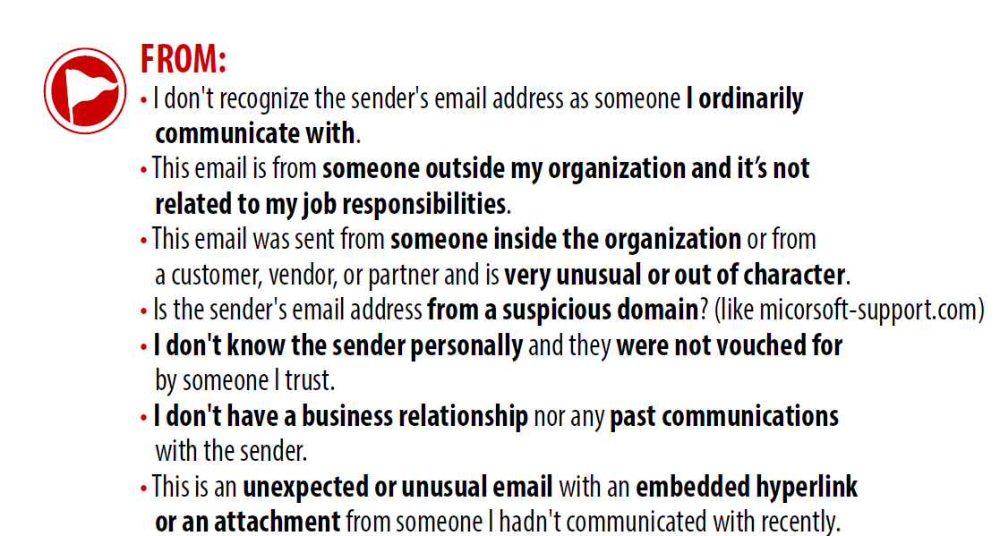 FROM:
• I don't recognize the sender's email address as someone I ordinarily
communicate with.
• This email is from someone outside my organization and it’s not
related to my job responsibilities.
• This email was sent from someone inside the organization or from
a customer, vendor, or partner and is very unusual or out of character.
• Is the sender's email address from a suspicious domain? (like micorsoft-support.com)
• I don't know the sender personally and they were not vouched for
by someone I trust.
• I don't have a business relationship nor any past communications
with the sender.
• This is an unexpected or unusual email with an embedded hyperlink
or an attachment from someone I hadn't communicated with recently.